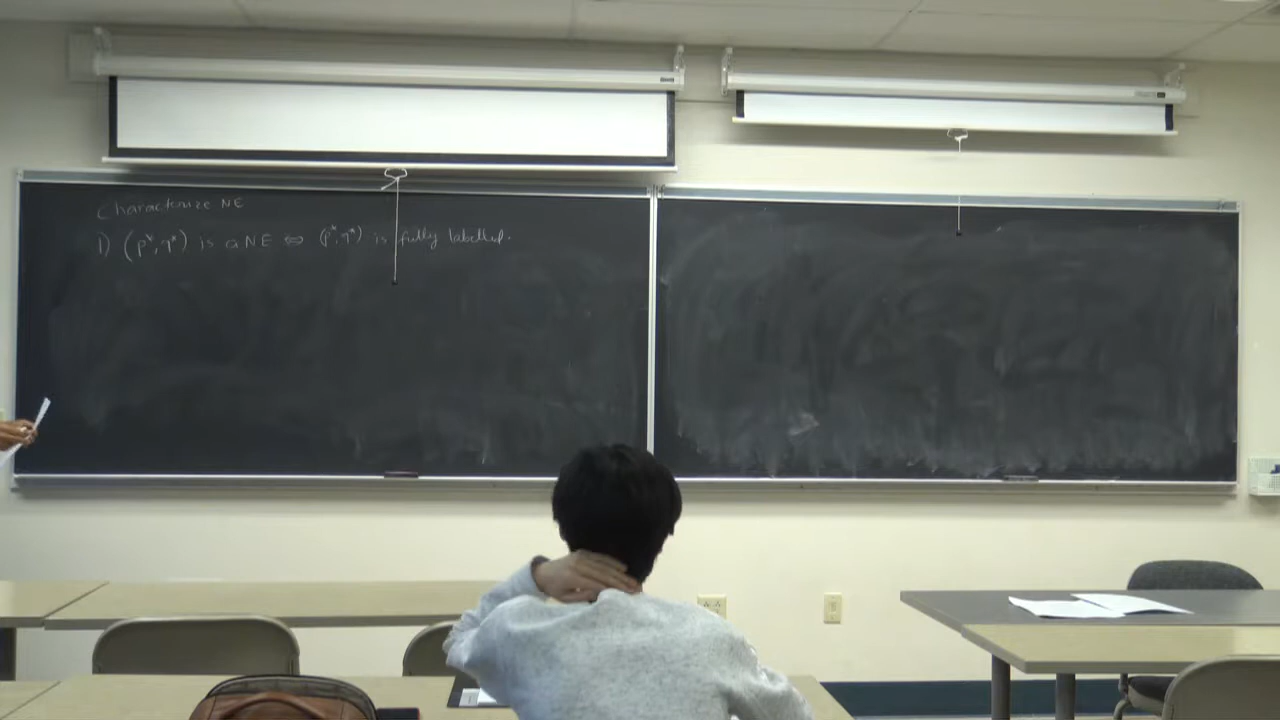 Characterize NE
1) (p*, q*) is a NE ⇔ (p*, q*) is fully labelled.